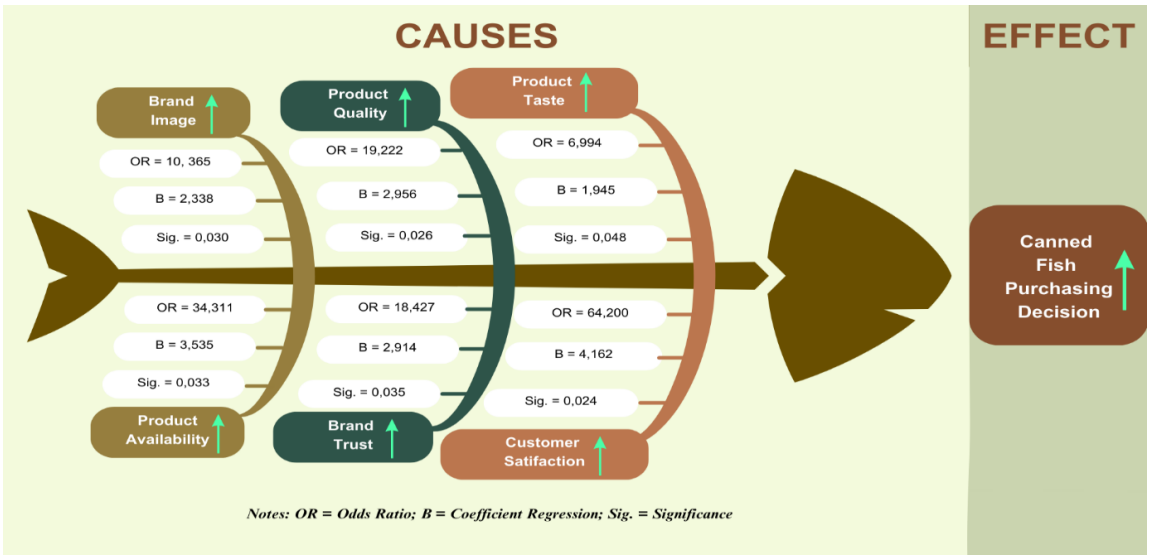 CAUSES
EFFECT
Brand
Image
OR = 10, 365
B = 2,338
Sig. = 0,030
Product
Quality
OR = 19,222
B = 2,956
Sig. = 0,026
Product
Taste
OR = 6,994
B = 1,945
Sig. = 0,048
OR = 34,311
B = 3,535
Sig. = 0,033
Product
Availability
OR = 18,427
B = 2,914
Sig. = 0,035
Brand
Trust
OR = 64,200
B = 4,162
Sig. = 0,024
Customer
Satifaction
Canned
Fish
Purchasing
Decision
Notes: OR = Odds Ratio; B = Coefficient Regression; Sig. = Significance